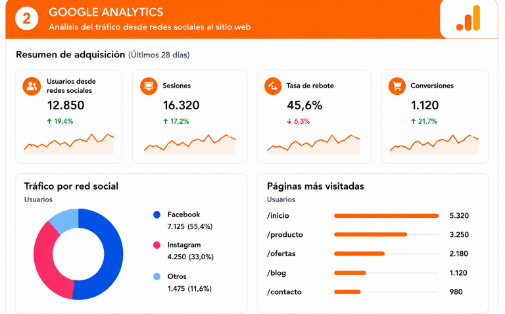 2
GOOGLE ANALYTICS
Análisis del tráfico desde redes sociales al sitio web
Resumen de adquisición (Últimos 28 días)
Usuarios desde
redes sociales
12.850
↑ 19,4%
Sesiones
16.320
↑ 17,2%
Tasa de rebote
45,6%
↓ 6,3%
Conversiones
1.120
↑ 21,7%
Tráfico por red social
Usuarios
Facebook
7.125 (55,4%)
Instagram
4.250 (33,0%)
Otros
1.475 (11,6%)
Páginas más visitadas
Usuarios
/inicio 5.320
/producto 3.250
/ofertas 2.180
/blog 1.120
/contacto 980